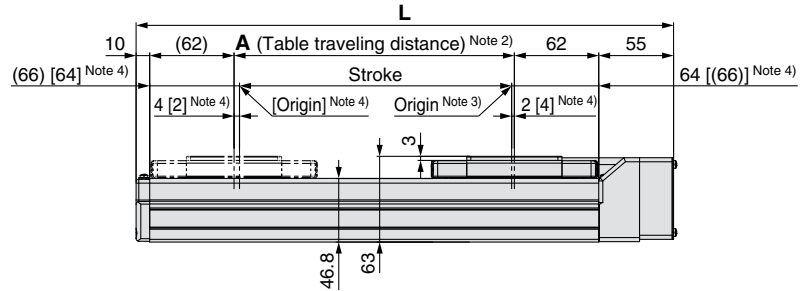 L
10 (62) A (Table traveling distance) Note 2) 62 55
(66) [64] Note 4) Stroke 64 [(66)] Note 4)
4 [2] Note 4) [Origin] Note 4) Origin Note 3) 2 [4] Note 4)
3
46.8
63